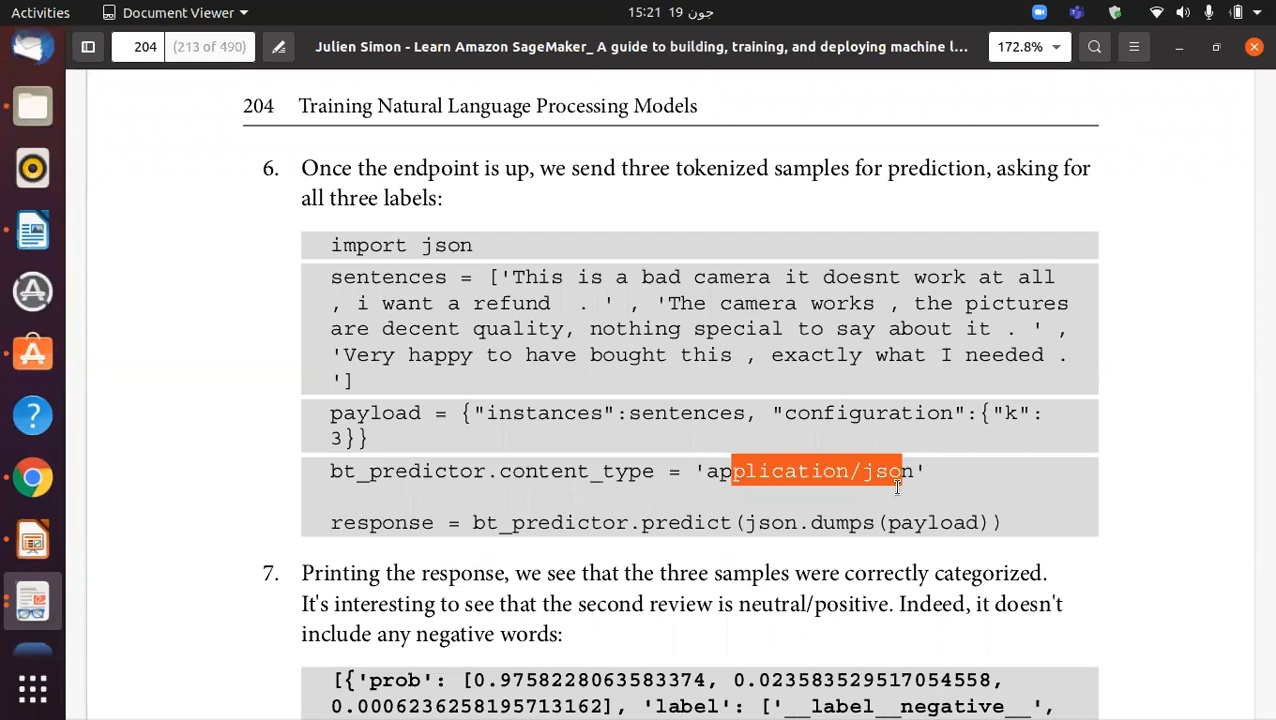 Activities
Document Viewer
15:21 19 جون
204
(213 of 490)
Julien Simon - Learn Amazon SageMaker_ A guide to building, training, and deploying machine l...
172.8%
204 Training Natural Language Processing Models
6. Once the endpoint is up, we send three tokenized samples for prediction, asking for
all three labels:
import json
sentences = ['This is a bad camera it doesnt work at all
, i want a refund . ' , 'The camera works , the pictures
are decent quality, nothing special to say about it . ' ,
'Very happy to have bought this , exactly what I needed .
']
payload = {"instances":sentences, "configuration":{"k":
3}}
bt_predictor.content_type = 'application/json'
response = bt_predictor.predict(json.dumps(payload))
7. Printing the response, we see that the three samples were correctly categorized.
It's interesting to see that the second review is neutral/positive. Indeed, it doesn't
include any negative words:
[{'prob': [0.9758228063583374, 0.023583529517054558,
0.0006236258195713162], 'label': ['__label__negative__',